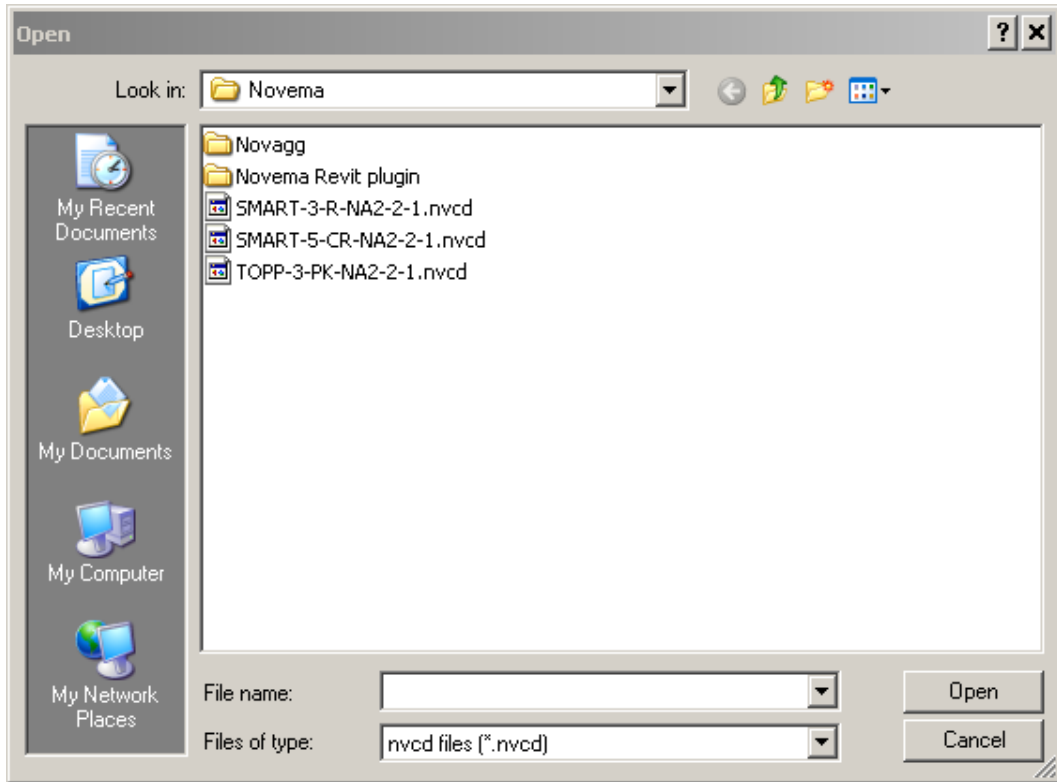 Open
Look in: Novema
Novagg
Novema Revit plugin
SMART-3-R-NA2-2-1.nvcd
SMART-5-CR-NA2-2-1.nvcd
TOPP-3-PK-NA2-2-1.nvcd
My Recent
Documents
Desktop
My Documents
My Computer
My Network
Places
File name:
Open
Files of type: nvcd files (*.nvcd)
Cancel